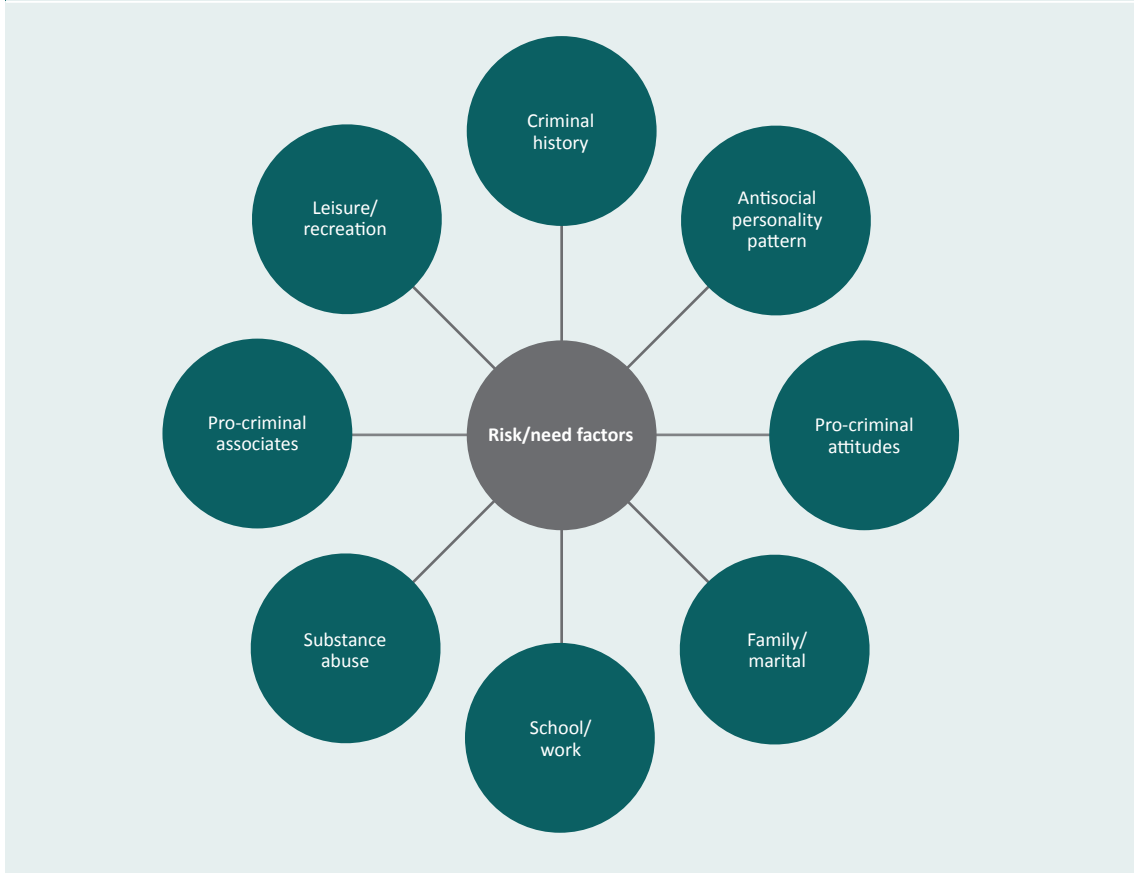 Criminal
history
Antisocial
personality
pattern
Pro-criminal
attitudes
Family/
marital
School/
work
Substance
abuse
Pro-criminal
associates
Leisure/
recreation
Risk/need factors